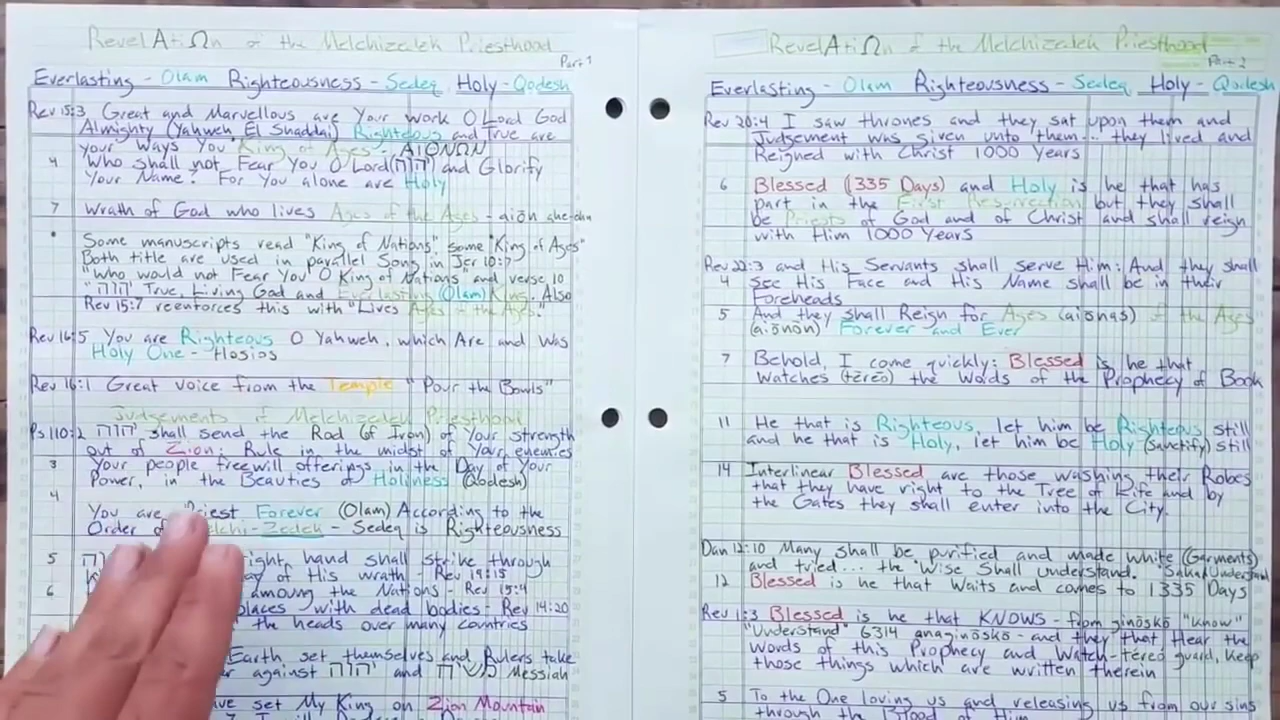 RevelAtiΩn of the Melchizedek Priesthood
Part 1
Everlasting - Olam Righteousness - Sedeq Holy - Qodesh
Rev 15:3 Great and Marvellous are Your work O Lord God
Almighty (Yahweh El Shaddai) Righteous and True are
your ways You King of Ages - AIΩNΩN
4 Who shall not Fear You O Lord (יהוה) and Glorify
Your Name? For You alone are Holy
7 Wrath of God who lives Ages of the Ages - aiōn
Some manuscripts read "King of Nations", some "King of Ages"
Both title are used in parallel Song in Jer 10:7
"Who would not Fear You O King of Nations" and verse 10
"יהוה True, Living God and Everlasting (Olam) King. Also
Rev 15:7 reenforces this with "Lives Ages of the Ages."
Rev 16:5 You are Righteous O Yahweh, which Are and Was
Holy One - Hosios
Rev 16:1 Great voice from the Temple "Pour the Bowls"
Judgements of Melchizedek Priesthood
Ps 110:2 יהוה shall send the Rod (of Iron) of Your strength
out of Zion: Rule in the midst of Your enemies
3 Your people freewill offerings in the Day of Your
Power, in the Beauties of Holiness (Qodesh)
4 You are Priest Forever (Olam) According to the
Order of Melchi-Zedek - Sedeq is Righteousness
5 right hand shall strike through
of His wrath - Rev 19:15
6 among the Nations - Rev 15:4
places with dead bodies - Rev 14:20
the heads over many countries
Earth set themselves and Rulers take
against יהוה and Messiah
set My King on Zion Mountain
RevelAtiΩn of the Melchizedek Priesthood
Part 2
Everlasting - Olam Righteousness - Sedeq Holy - Qodesh
Rev 20:4 I saw thrones and they sat upon them and
Judgement was given unto them... they lived and
Reigned with Christ 1000 Years
6 Blessed (1335 Days) and Holy is he that has
part in the First Resurrection but they shall
be Priests of God and of Christ and shall reign
with Him 1000 Years
Rev 22:3 and His Servants shall serve Him: And they shall
4 see His Face and His Name shall be in their
Foreheads
5 And they shall Reign for Ages (aiōnas) of the Ages
(aiōnōn) Forever and Ever
7 Behold, I come quickly: Blessed is he that
Watches (tēreō) the Words of the Prophecy of Book
11 He that is Righteous, let him be Righteous still
and he that is Holy, let him be Holy (Sanctify) still
14 Interlinear Blessed are those washing their Robes
that they have right to the Tree of Life and by
the Gates they shall enter into the City.
Dan 12:10 Many shall be purified and made white (Garments)
and tried... the "Wise Shall Understand. "Sakal Understand
12 Blessed is he that Waits and comes to 1335 Days
Rev 1:3 Blessed is he that KNOWS - from ginōskō "Know"
"Understand" 6314 anaginōskō - and they that Hear the
words of this Prophecy and Watch - tēreō guard, keep
those things which are written therein
5 To the One loving us and releasing us from our sins
through the Blood of Him